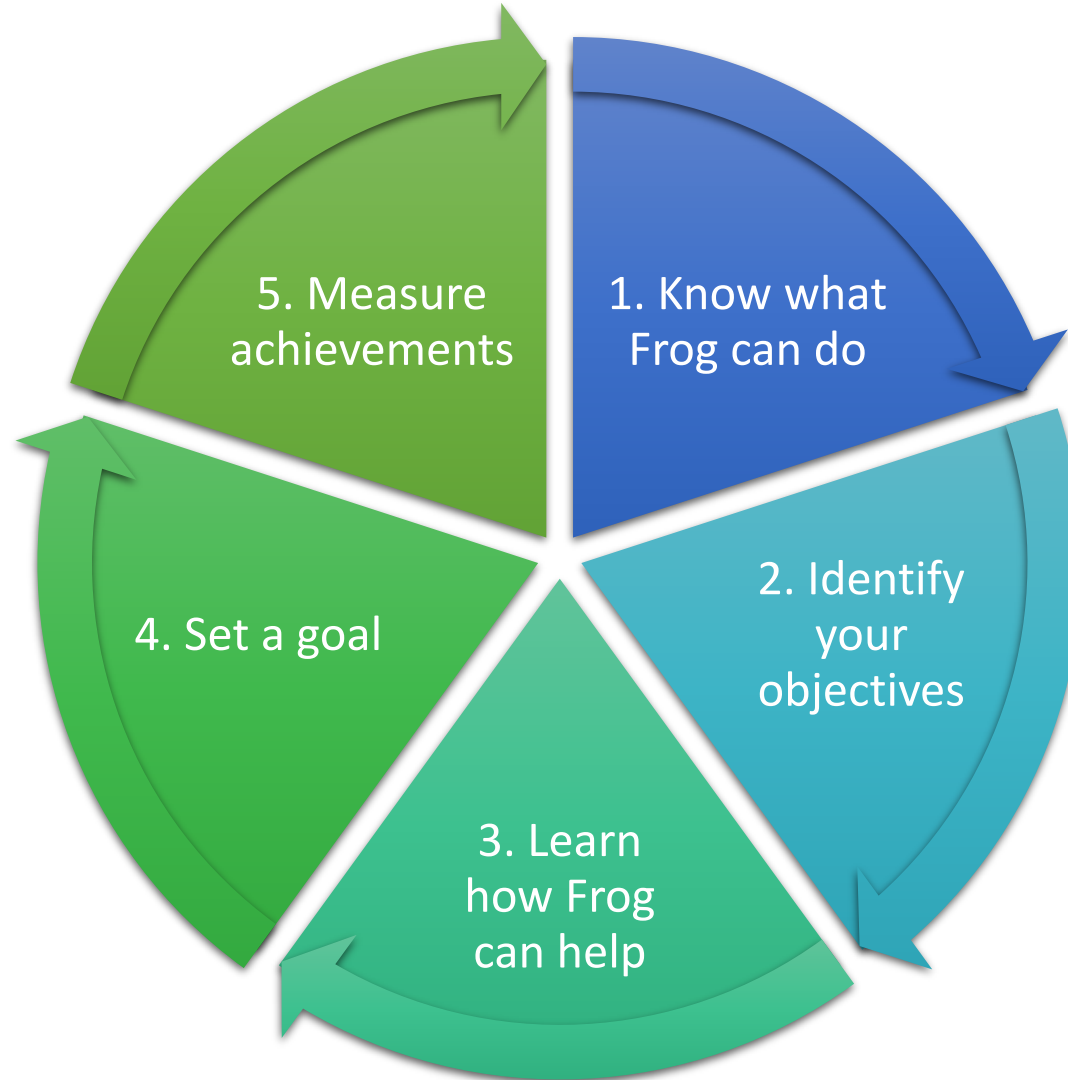 1. Know what
Frog can do
2. Identify
your
objectives
3. Learn
how Frog
can help
4. Set a goal
5. Measure
achievements